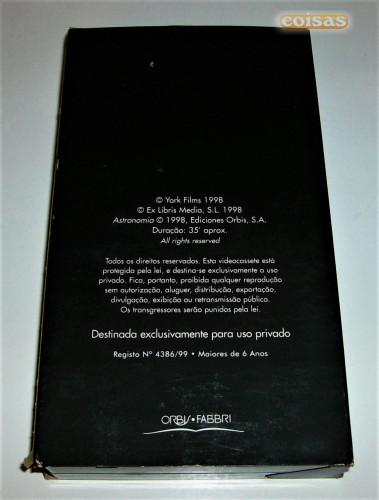 coisas
© York Films 1998
© Ex Libris Media, S.L. 1998
Astronomia © 1998, Ediciones Orbis, S.A.
Duração: 35' aprox.
All rights reserved
Todos os direitos reservados. Esta videocassete está
protegida pela lei, e destina-se exclusivamente a uso
privado. Fica, portanto, proibida qualquer reprodução
sem autorização, aluguer, distribuição, exportação,
divulgação, exibição ou retransmissão pública.
Os transgressores serão punidos pela lei.
Destinada exclusivamente para uso privado
Registo Nº 4386/99 • Maiores de 6 Anos
ORBIS • FABBRI